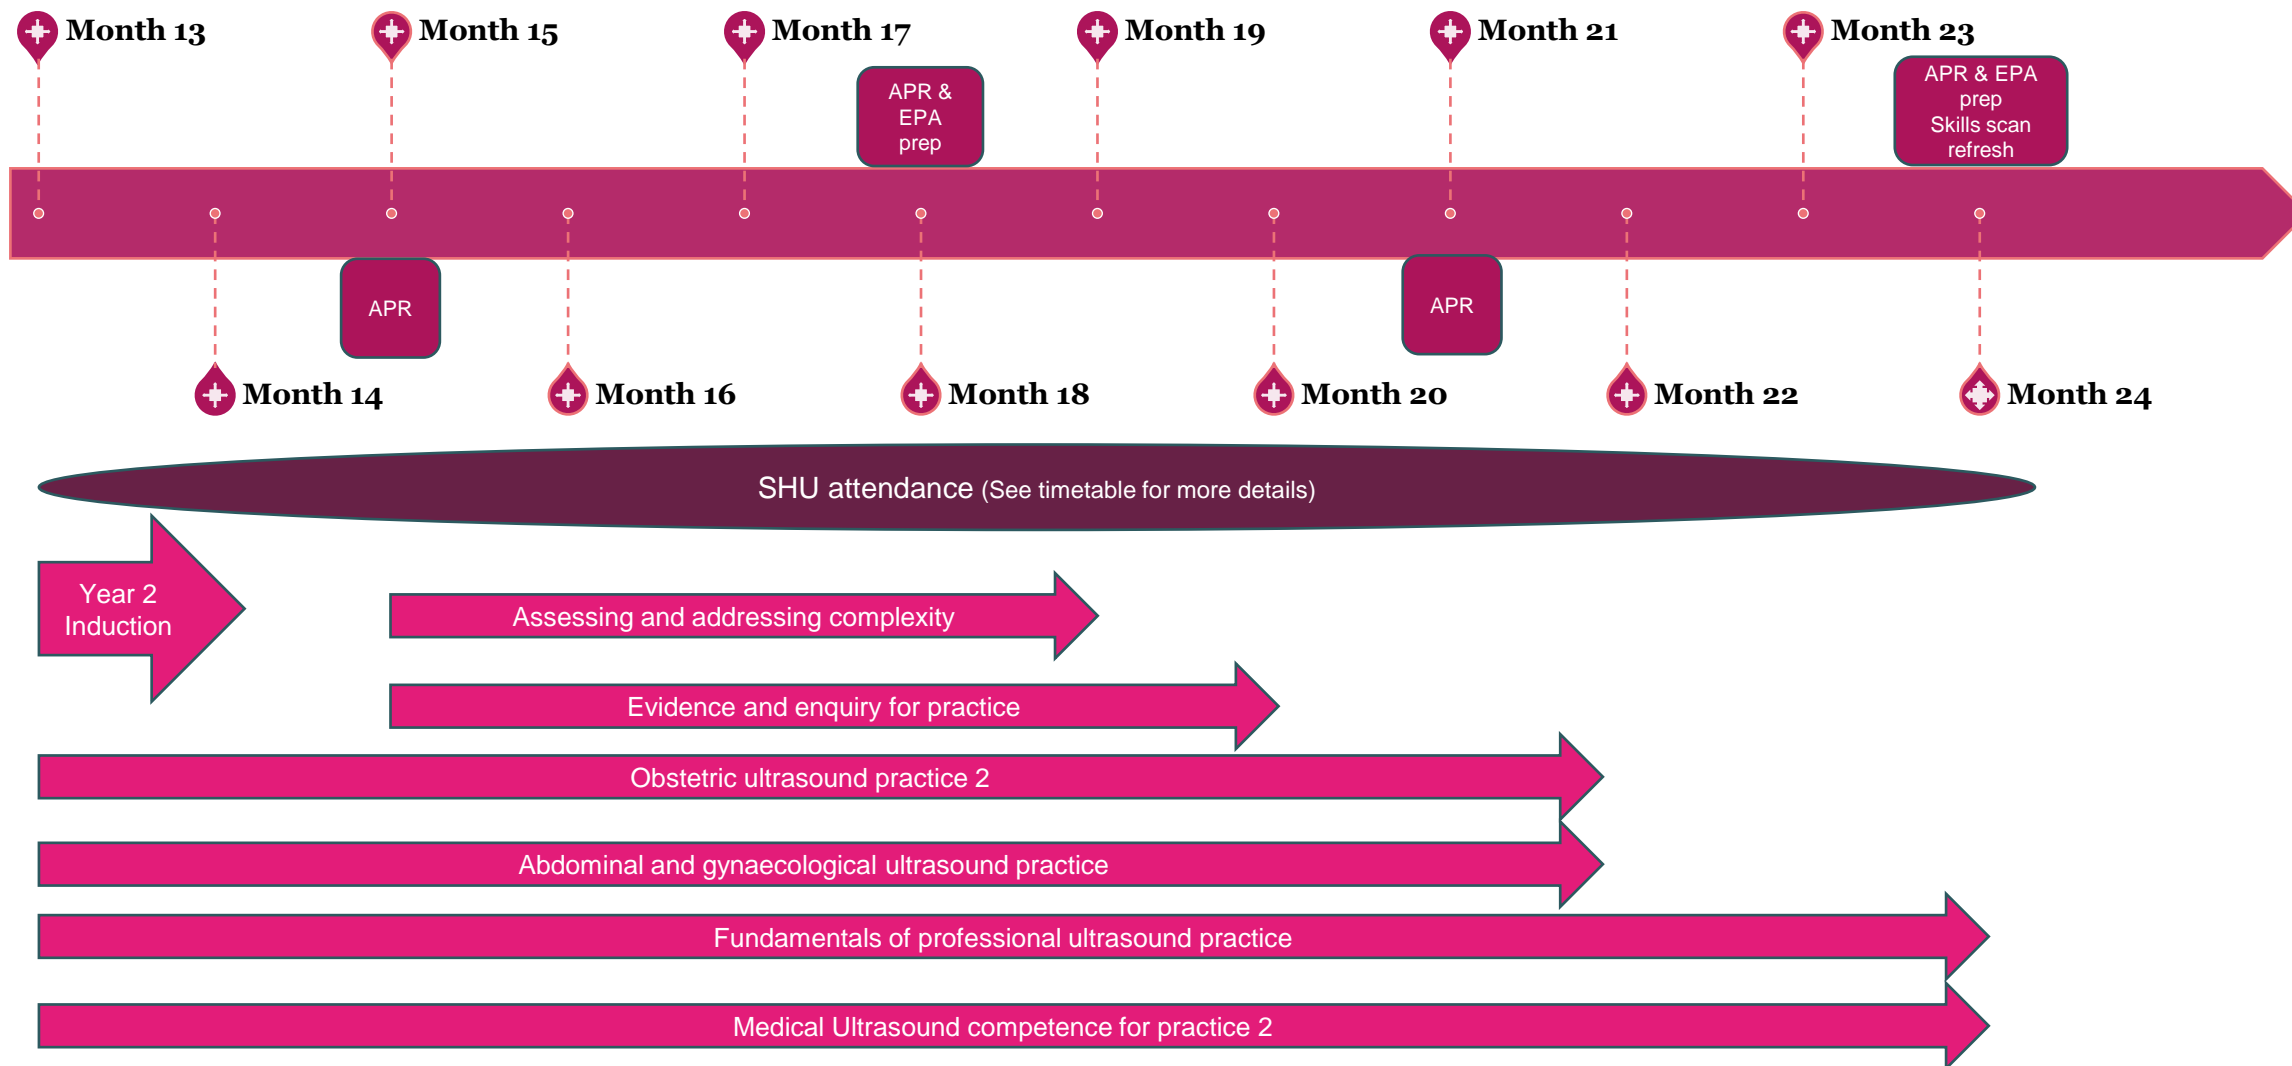 Month 13
Month 15
Month 17
Month 19
Month 21
Month 23
APR &
EPA
prep
APR & EPA
prep
Skills scan
refresh
APR
APR
Month 14
Month 16
Month 18
Month 20
Month 22
Month 24
SHU attendance (See timetable for more details)
Year 2
Induction
Assessing and addressing complexity
Evidence and enquiry for practice
Obstetric ultrasound practice 2
Abdominal and gynaecological ultrasound practice
Fundamentals of professional ultrasound practice
Medical Ultrasound competence for practice 2